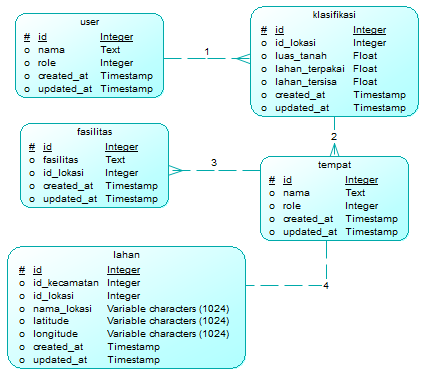 user
# id Integer
o nama Text
o role Integer
o created_at Timestamp
o updated_at Timestamp
1
klasifikasi
# id Integer
o id_lokasi Integer
o luas_tanah Float
o lahan_terpakai Float
o lahan_tersisa Float
o created_at Timestamp
o updated_at Timestamp
2
fasilitas
# id Integer
o fasilitas Text
o id_lokasi Integer
o created_at Timestamp
o updated_at Timestamp
3
tempat
# id Integer
o nama Text
o role Integer
o created_at Timestamp
o updated_at Timestamp
4
lahan
# id Integer
o id_kecamatan Integer
o id_lokasi Integer
o nama_lokasi Variable characters (1024)
o latitude Variable characters (1024)
o longitude Variable characters (1024)
o created_at Timestamp
o updated_at Timestamp